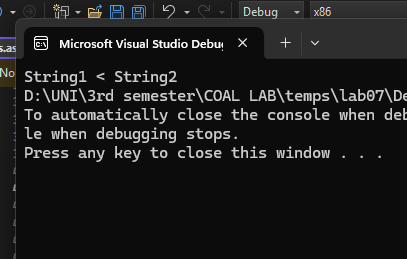 Debug
x86
s.as
Microsoft Visual Studio Debu
No
String1 < String2
D:\UNI\3rd semester\COAL LAB\temps\lab07\De
To automatically close the console when deb
le when debugging stops.
Press any key to close this window . . .